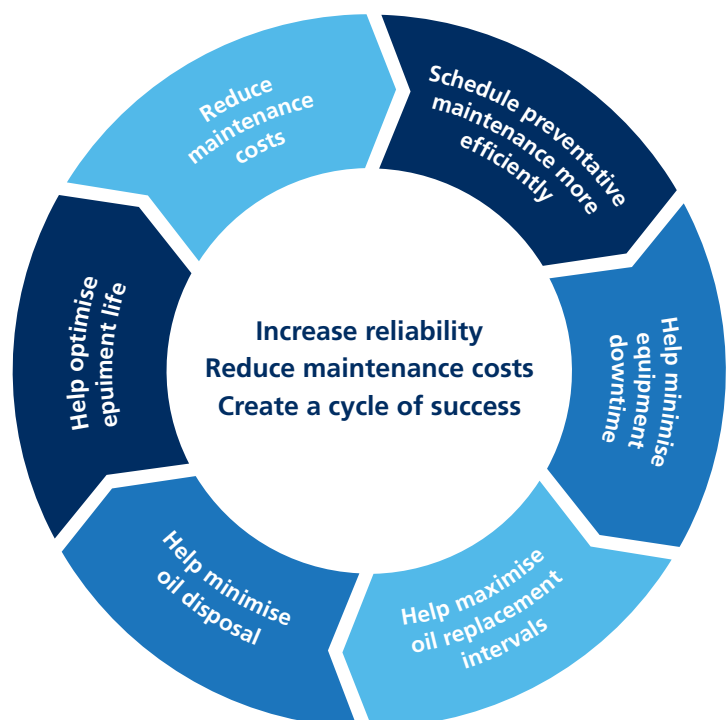 Reduce
maintenance
costs
Schedule preventative
maintenance more
efficiently
Help minimise
equipment
downtime
Help maximise
oil replacement
intervals
Help minimise
oil disposal
Help optimise
epuiment life
Increase reliability
Reduce maintenance costs
Create a cycle of success